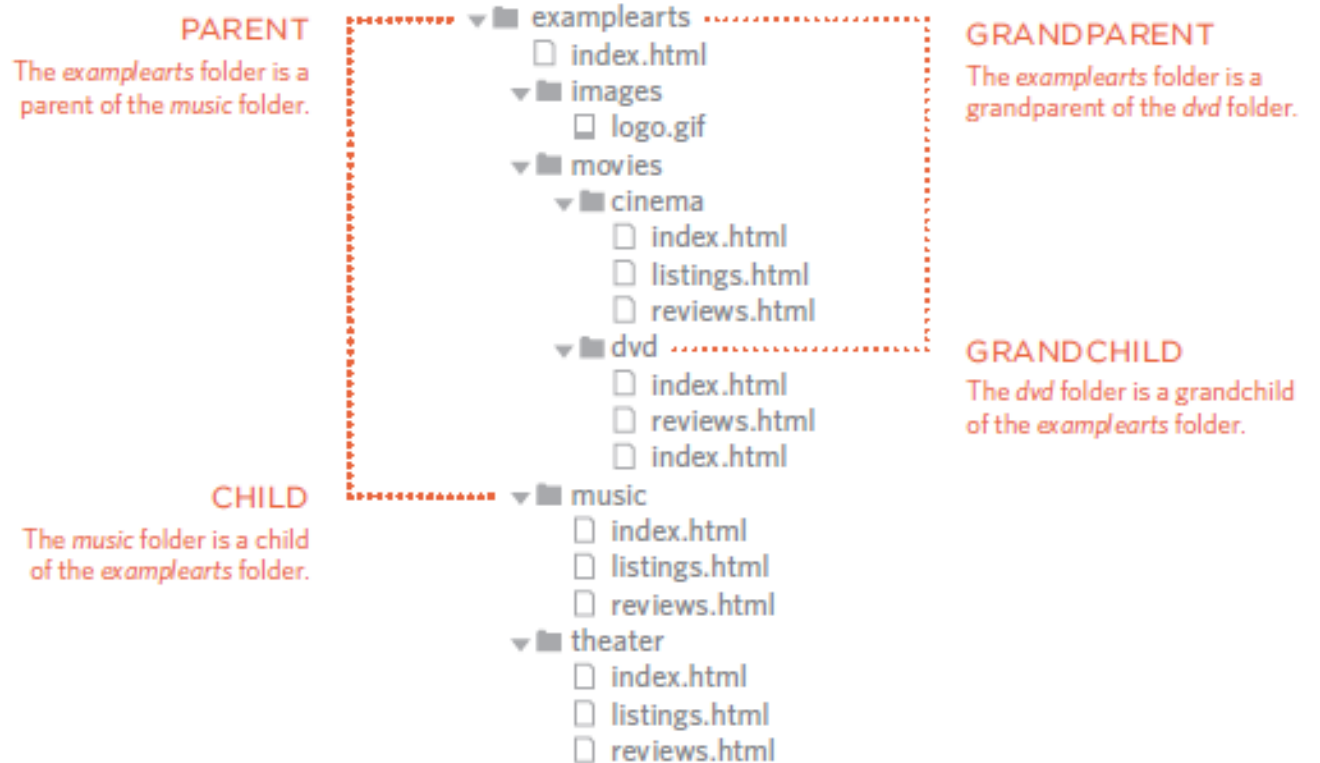 PARENT
The examplearts folder is a
parent of the music folder.
examplearts
index.html
images
logo.gif
movies
cinema
index.html
listings.html
reviews.html
dvd
index.html
reviews.html
index.html
music
index.html
listings.html
reviews.html
theater
index.html
listings.html
reviews.html
CHILD
The music folder is a child
of the examplearts folder.
GRANDPARENT
The examplearts folder is a
grandparent of the dvd folder.
GRANDCHILD
The dvd folder is a grandchild
of the examplearts folder.